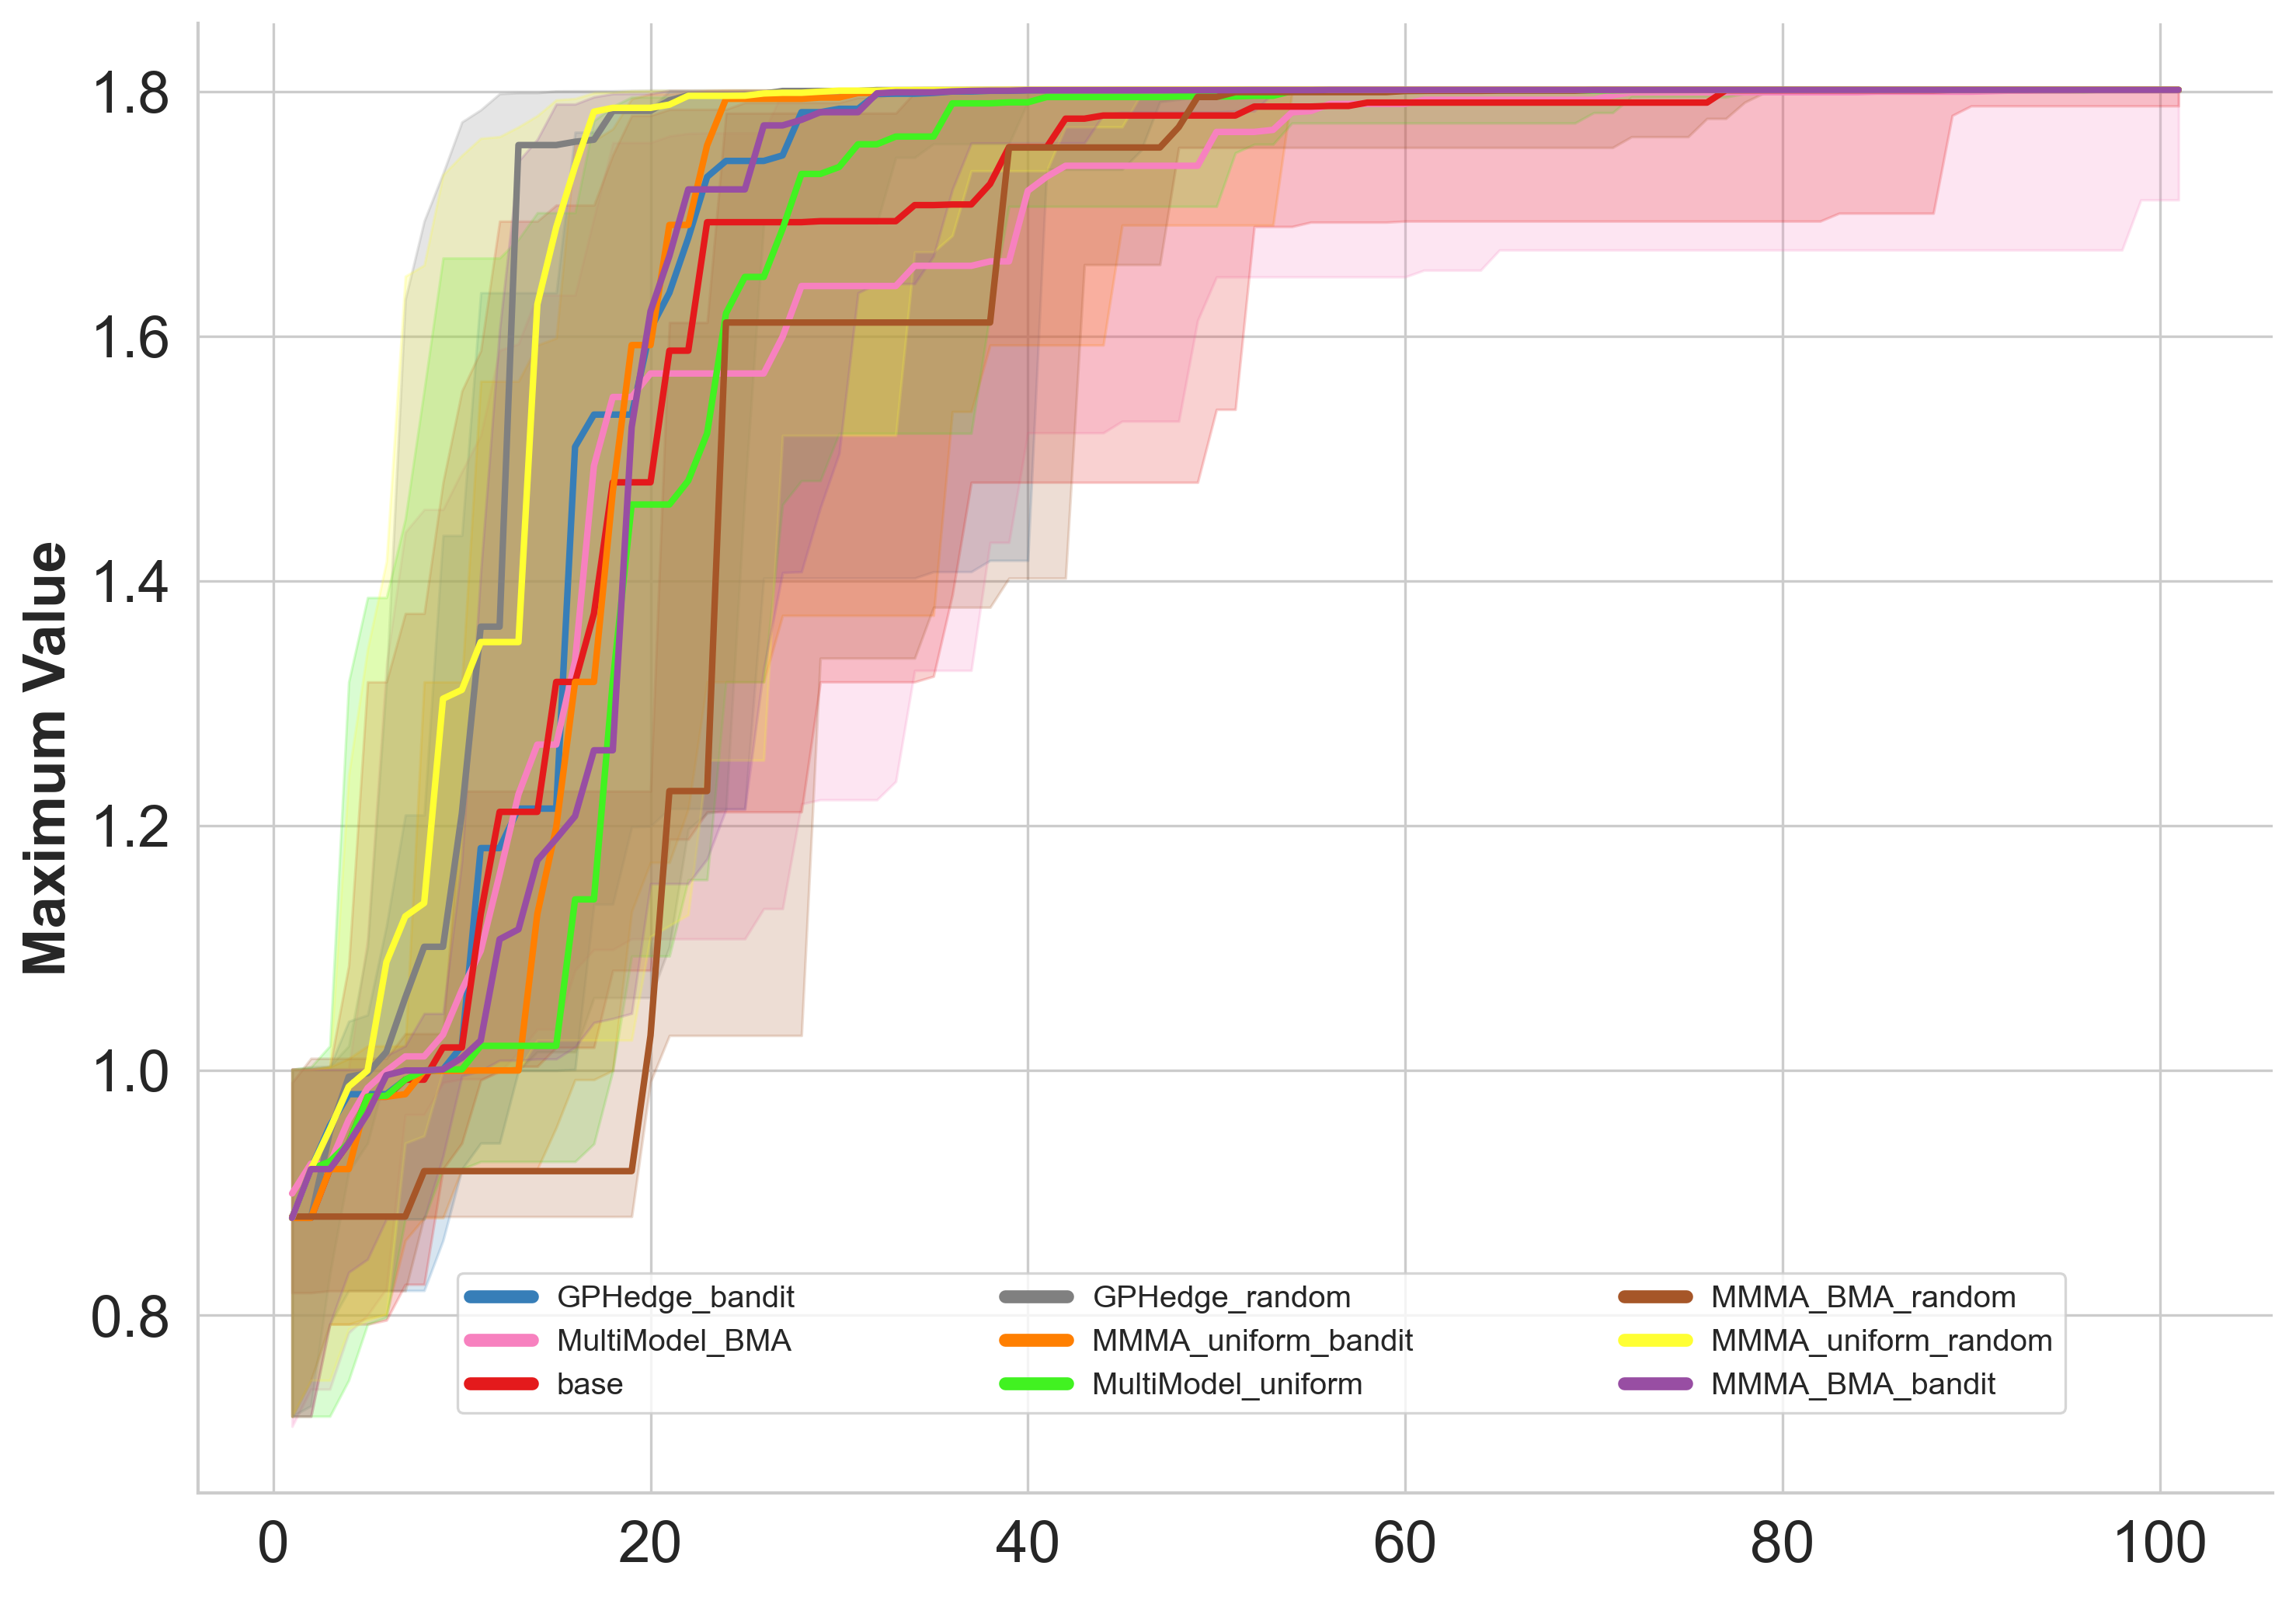 Maximum Value
1.8
1.6
1.4
1.2
1.0
0.8
GPHedge_bandit
MultiModel_BMA
base
GPHedge_random
MMMA_uniform_bandit
MultiModel_uniform
MMMA_BMA_random
MMMA_uniform_random
MMMA_BMA_bandit
0 20 40 60 80 100